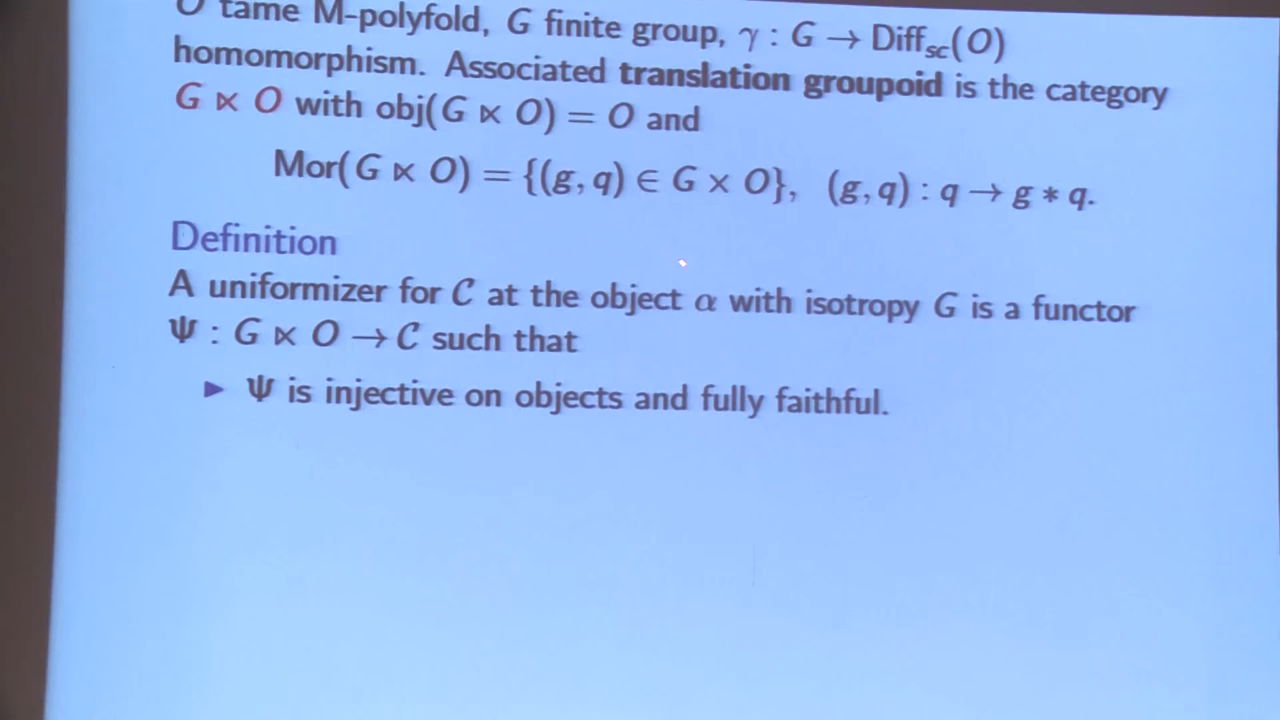 O tame M-polyfold, G finite group, γ : G → Diff_sc(O)
homomorphism. Associated translation groupoid is the category
G ⋉ O with obj(G ⋉ O) = O and
Mor(G ⋉ O) = {(g, q) ∈ G × O}, (g, q) : q → g ∗ q.
Definition
A uniformizer for C at the object α with isotropy G is a functor
Ψ : G ⋉ O → C such that
▶ Ψ is injective on objects and fully faithful.